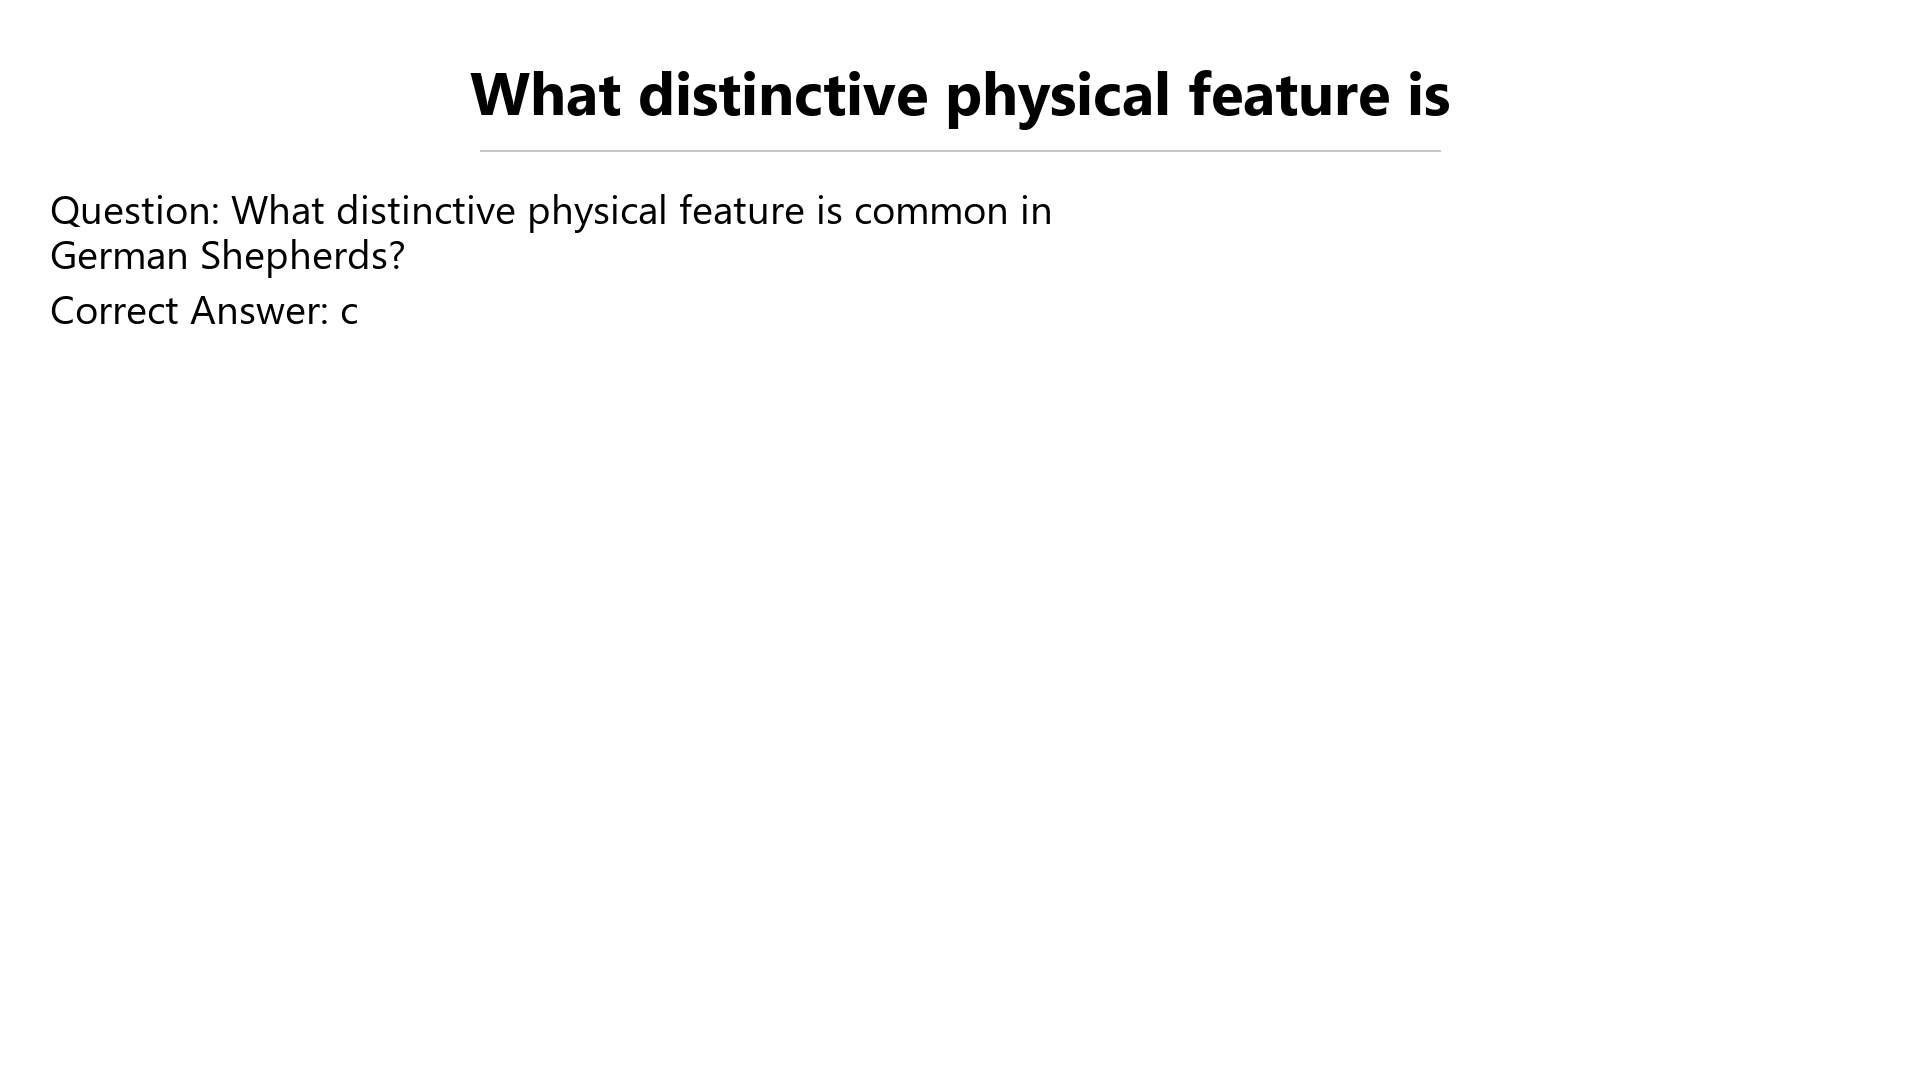 What distinctive physical feature is
Question: What distinctive physical feature is common in
German Shepherds?
Correct Answer: c